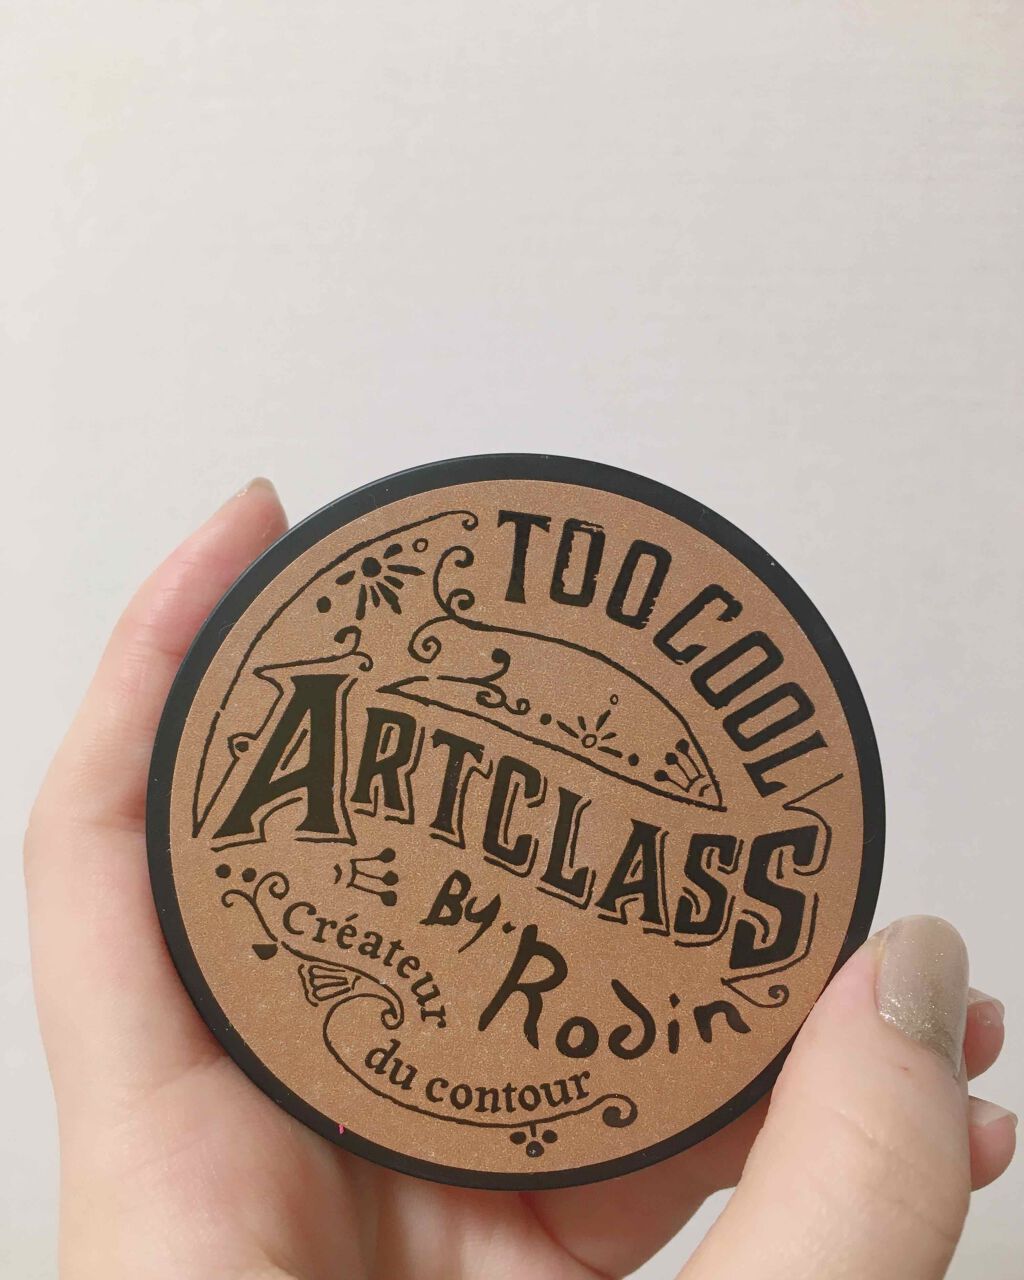 TOO COOL
ARTCLASS
By. Rodin
Créateur
du contour